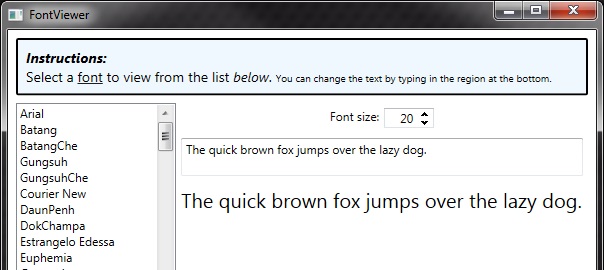 FontViewer
Instructions:
Select a font to view from the list below. You can change the text by typing in the region at the bottom.
Arial
Batang
BatangChe
Gungsuh
GungsuhChe
Courier New
DaunPenh
DokChampa
Estrangelo Edessa
Euphemia
Font size: 20
The quick brown fox jumps over the lazy dog.
The quick brown fox jumps over the lazy dog.